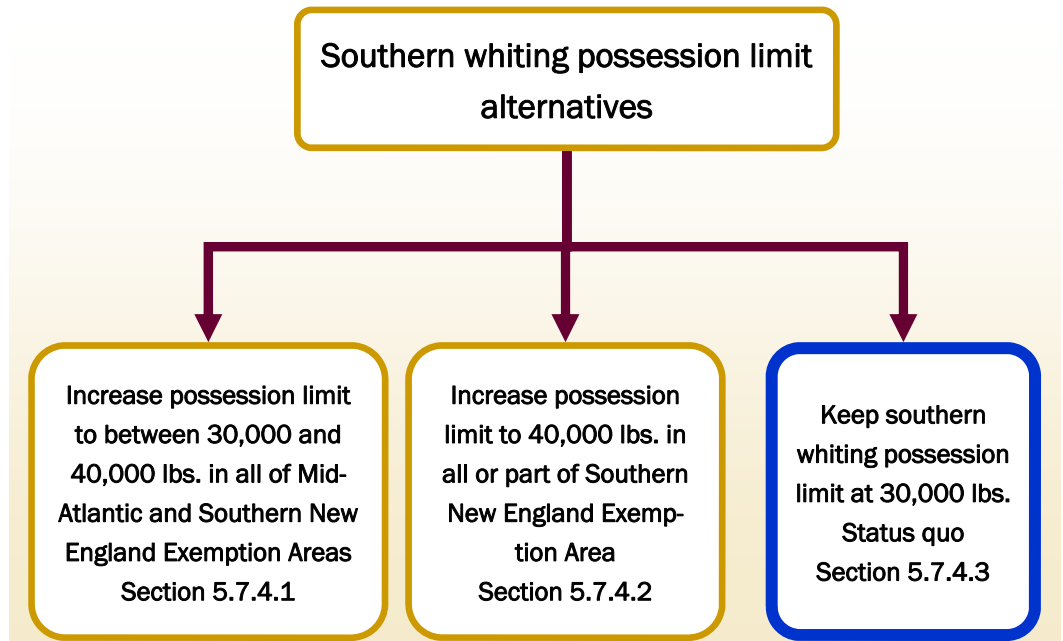 Southern whiting possession limit
alternatives
Increase possession limit
to between 30,000 and
40,000 lbs. in all of Mid-
Atlantic and Southern New
England Exemption Areas
Section 5.7.4.1
Increase possession
limit to 40,000 lbs. in
all or part of Southern
New England Exemp-
tion Area
Section 5.7.4.2
Keep southern
whiting possession
limit at 30,000 lbs.
Status quo
Section 5.7.4.3